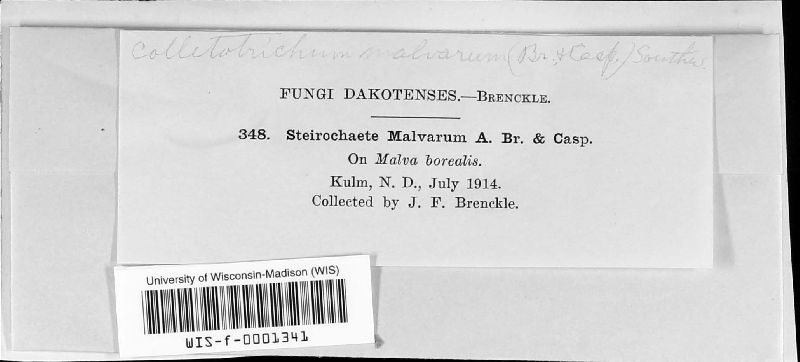 Colletotrichum malvarum (Br. & Casp.) Southw.
FUNGI DAKOTENSES.—BRENCKLE.
348. Steirochaete Malvarum A. Br. & Casp.
On Malva borealis.
Kulm, N. D., July 1914.
Collected by J. F. Brenckle.
University of Wisconsin-Madison (WIS)
WIS-f-0001341